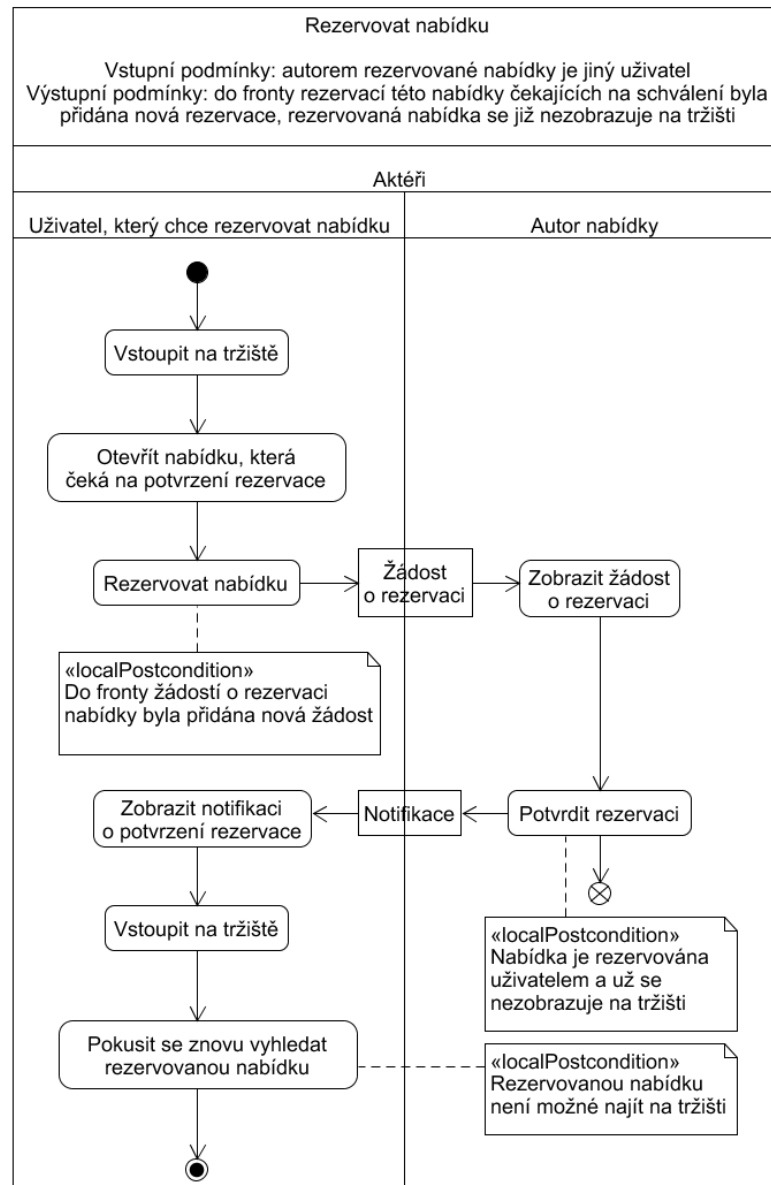 Rezervovat nabídku
Vstupní podmínky: autorem rezervované nabídky je jiný uživatel
Výstupní podmínky: do fronty rezervací této nabídky čekajících na schválení byla
přidána nová rezervace, rezervovaná nabídka se již nezobrazuje na tržišti
Aktéři
Uživatel, který chce rezervovat nabídku
Autor nabídky
Vstoupit na tržiště
Otevřít nabídku, která
čeká na potvrzení rezervace
Rezervovat nabídku
Žádost
o rezervaci
Zobrazit žádost
o rezervaci
«localPostcondition»
Do fronty žádostí o rezervaci
nabídky byla přidána nová žádost
Zobrazit notifikaci
o potvrzení rezervace
Notifikace
Potvrdit rezervaci
Vstoupit na tržiště
«localPostcondition»
Nabídka je rezervována
uživatelem a už se
nezobrazuje na tržišti
Pokusit se znovu vyhledat
rezervovanou nabídku
«localPostcondition»
Rezervovanou nabídku
není možné najít na tržišti